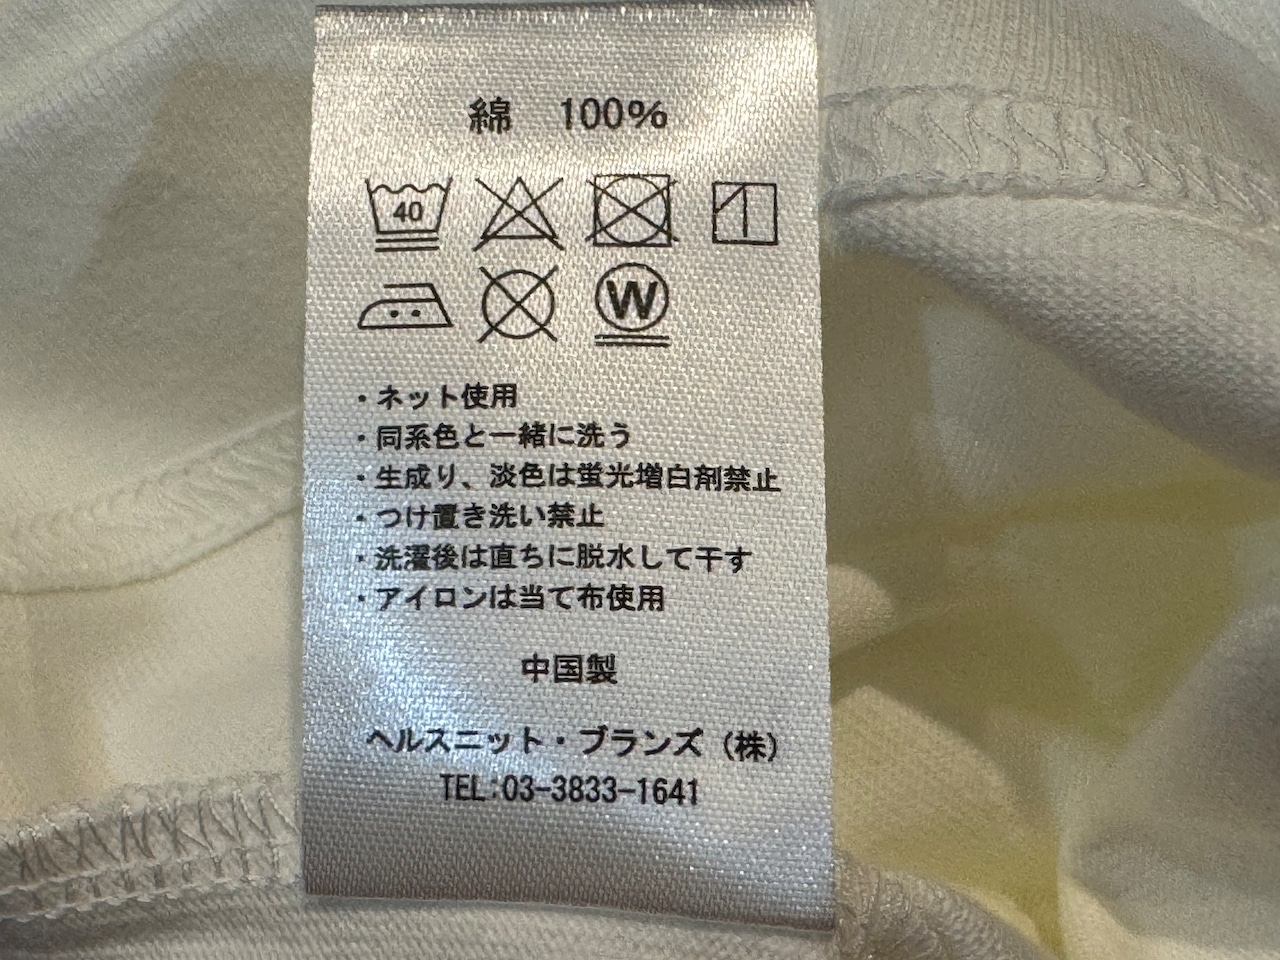 綿　100%
40
W
・ネット使用
・同系色と一緒に洗う
・生成り、淡色は蛍光増白剤禁止
・つけ置き洗い禁止
・洗濯後は直ちに脱水して干す
・アイロンは当て布使用
中国製
ヘルスニット・ブランズ（株）
TEL:03-3833-1641